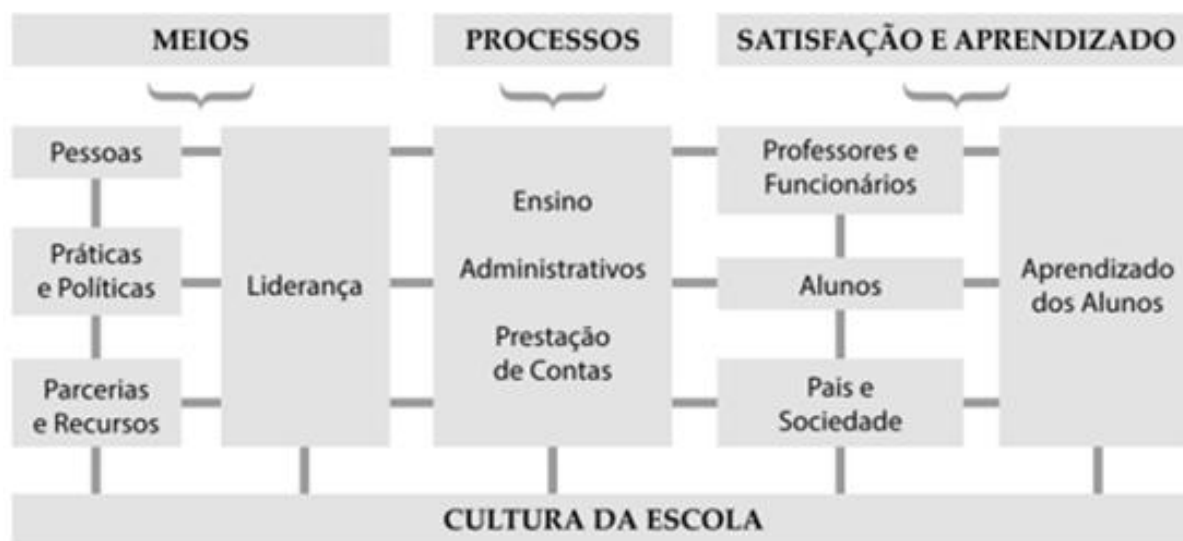 MEIOS
PROCESSOS
SATISFAÇÃO E APRENDIZADO
Pessoas
Práticas
e Políticas
Parcerias
e Recursos
Liderança
Ensino
Administrativos
Prestação
de Contas
Professores e
Funcionários
Alunos
Pais e
Sociedade
Aprendizado
dos Alunos
CULTURA DA ESCOLA